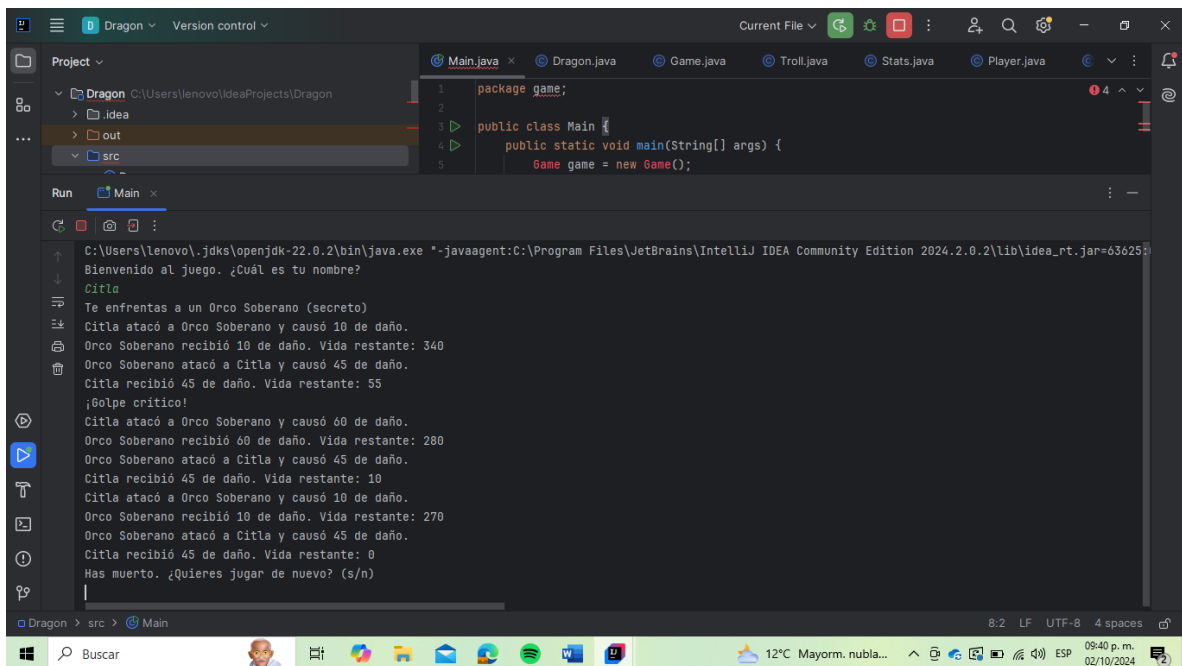 Dragon Version control Current File
Project
Main.java Dragon.java Game.java Troll.java Stats.java Player.java
Dragon C:\Users\lenovo\IdeaProjects\Dragon
.idea
out
src
1 package game;
2
3 public class Main {
4 public static void main(String[] args) {
5 Game game = new Game();
4
Run Main
C:\Users\lenovo\.jdks\openjdk-22.0.2\bin\java.exe "-javaagent:C:\Program Files\JetBrains\IntelliJ IDEA Community Edition 2024.2.0.2\lib\idea_rt.jar=63625:
Bienvenido al juego. ¿Cuál es tu nombre?
Citla
Te enfrentas a un Orco Soberano (secreto)
Citla atacó a Orco Soberano y causó 10 de daño.
Orco Soberano recibió 10 de daño. Vida restante: 340
Orco Soberano atacó a Citla y causó 45 de daño.
Citla recibió 45 de daño. Vida restante: 55
¡Golpe crítico!
Citla atacó a Orco Soberano y causó 60 de daño.
Orco Soberano recibió 60 de daño. Vida restante: 280
Orco Soberano atacó a Citla y causó 45 de daño.
Citla recibió 45 de daño. Vida restante: 10
Citla atacó a Orco Soberano y causó 10 de daño.
Orco Soberano recibió 10 de daño. Vida restante: 270
Orco Soberano atacó a Citla y causó 45 de daño.
Citla recibió 45 de daño. Vida restante: 0
Has muerto. ¿Quieres jugar de nuevo? (s/n)
Dragon > src > Main 8:2 LF UTF-8 4 spaces
Buscar 12°C Mayorm. nubla... ESP 09:40 p. m.
02/10/2024 2